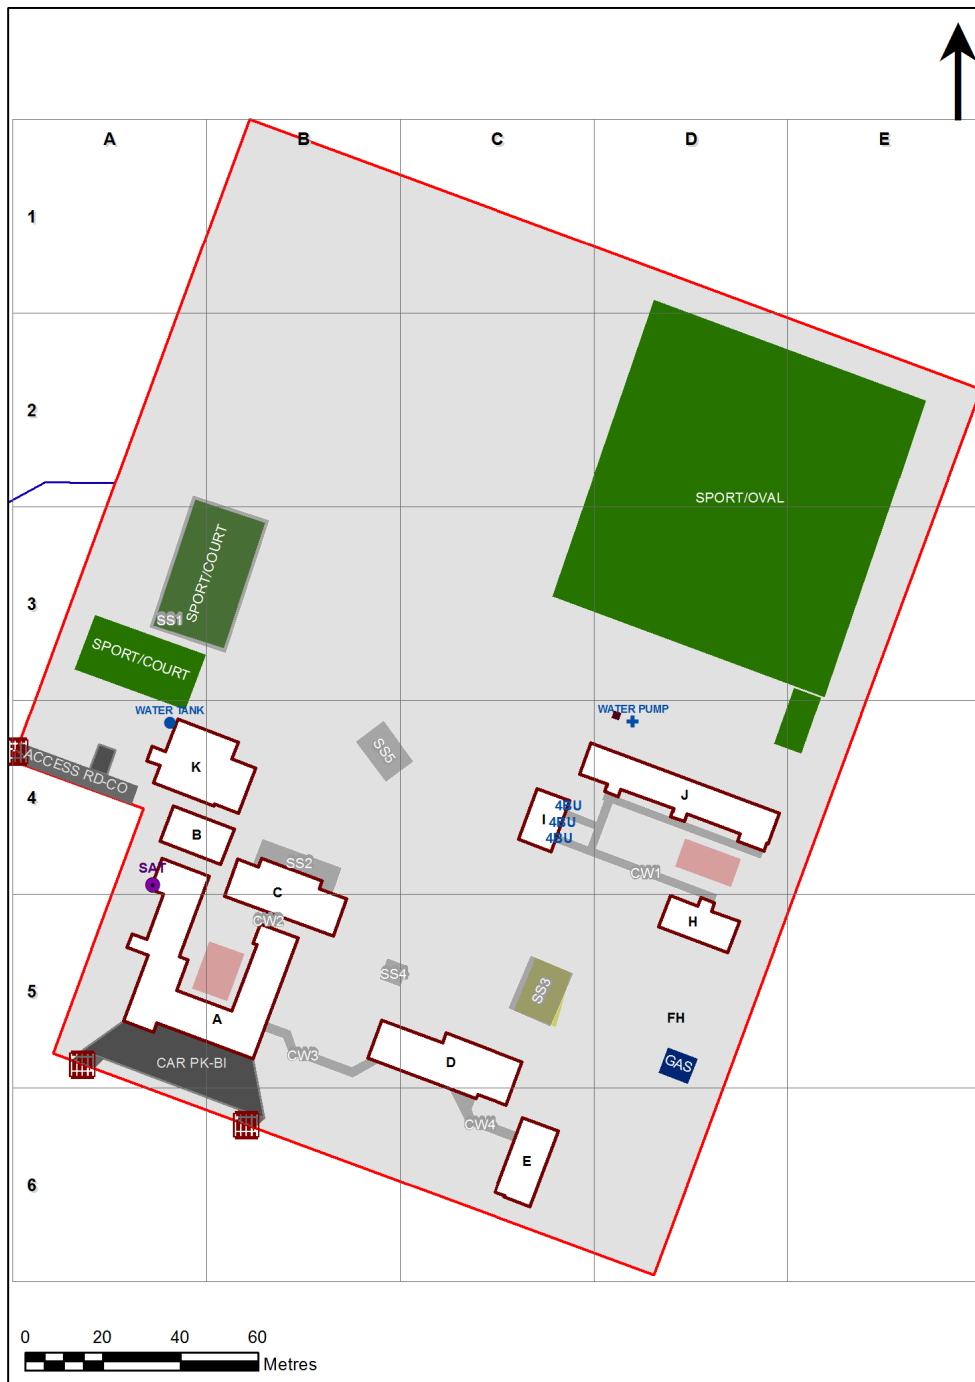 A B C D E
1
2
SPORT/OVAL
SPORT/COURT
3
SS1
SPORT/COURT
WATER TANK
WATER PUMP
SS5
ACCESS RD-CO
K
4
J
4BU
I
4BU
B
4BU
SS2
SAT
CW1
C
CW2
H
SS4
5
SS3
A
FH
CW3
CAR PK-BI
D
GAS
CW4
E
6
0 20 40 60
Metres